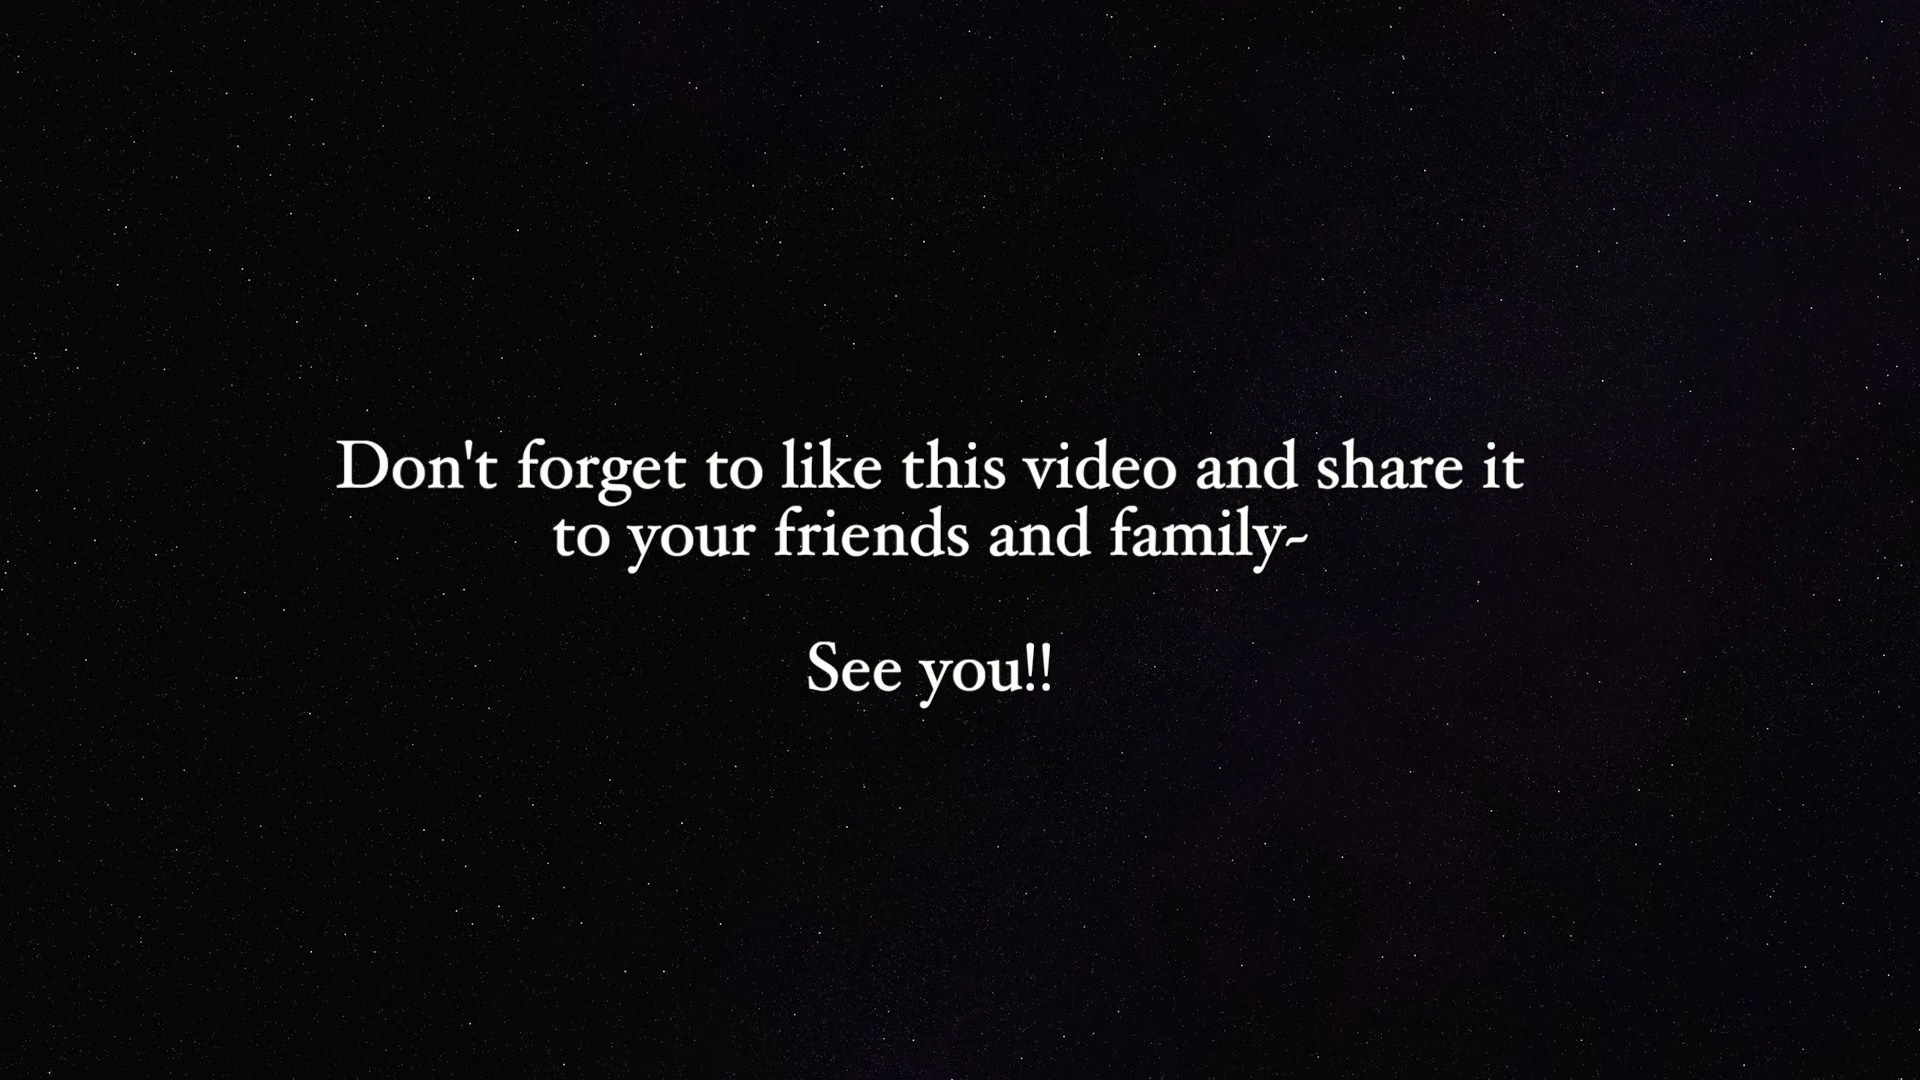 Don't forget to like this video and share it
to your friends and family~
See you!!